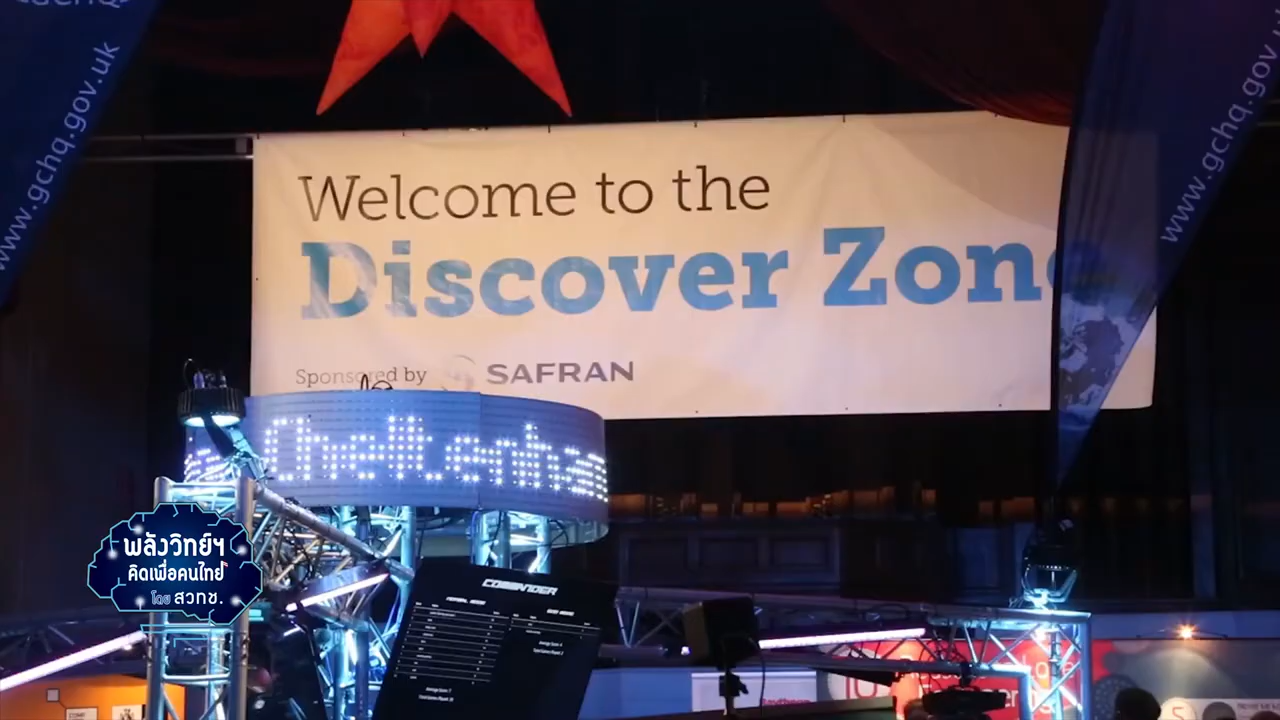 www.gchq.gov.uk
www.gchq.gov.uk
Welcome to the
Discover Zone
Sponsored by SAFRAN
Cheltenha
พลังวิทย์ฯ
คิดเพื่อคนไทย
โดย สวทช.